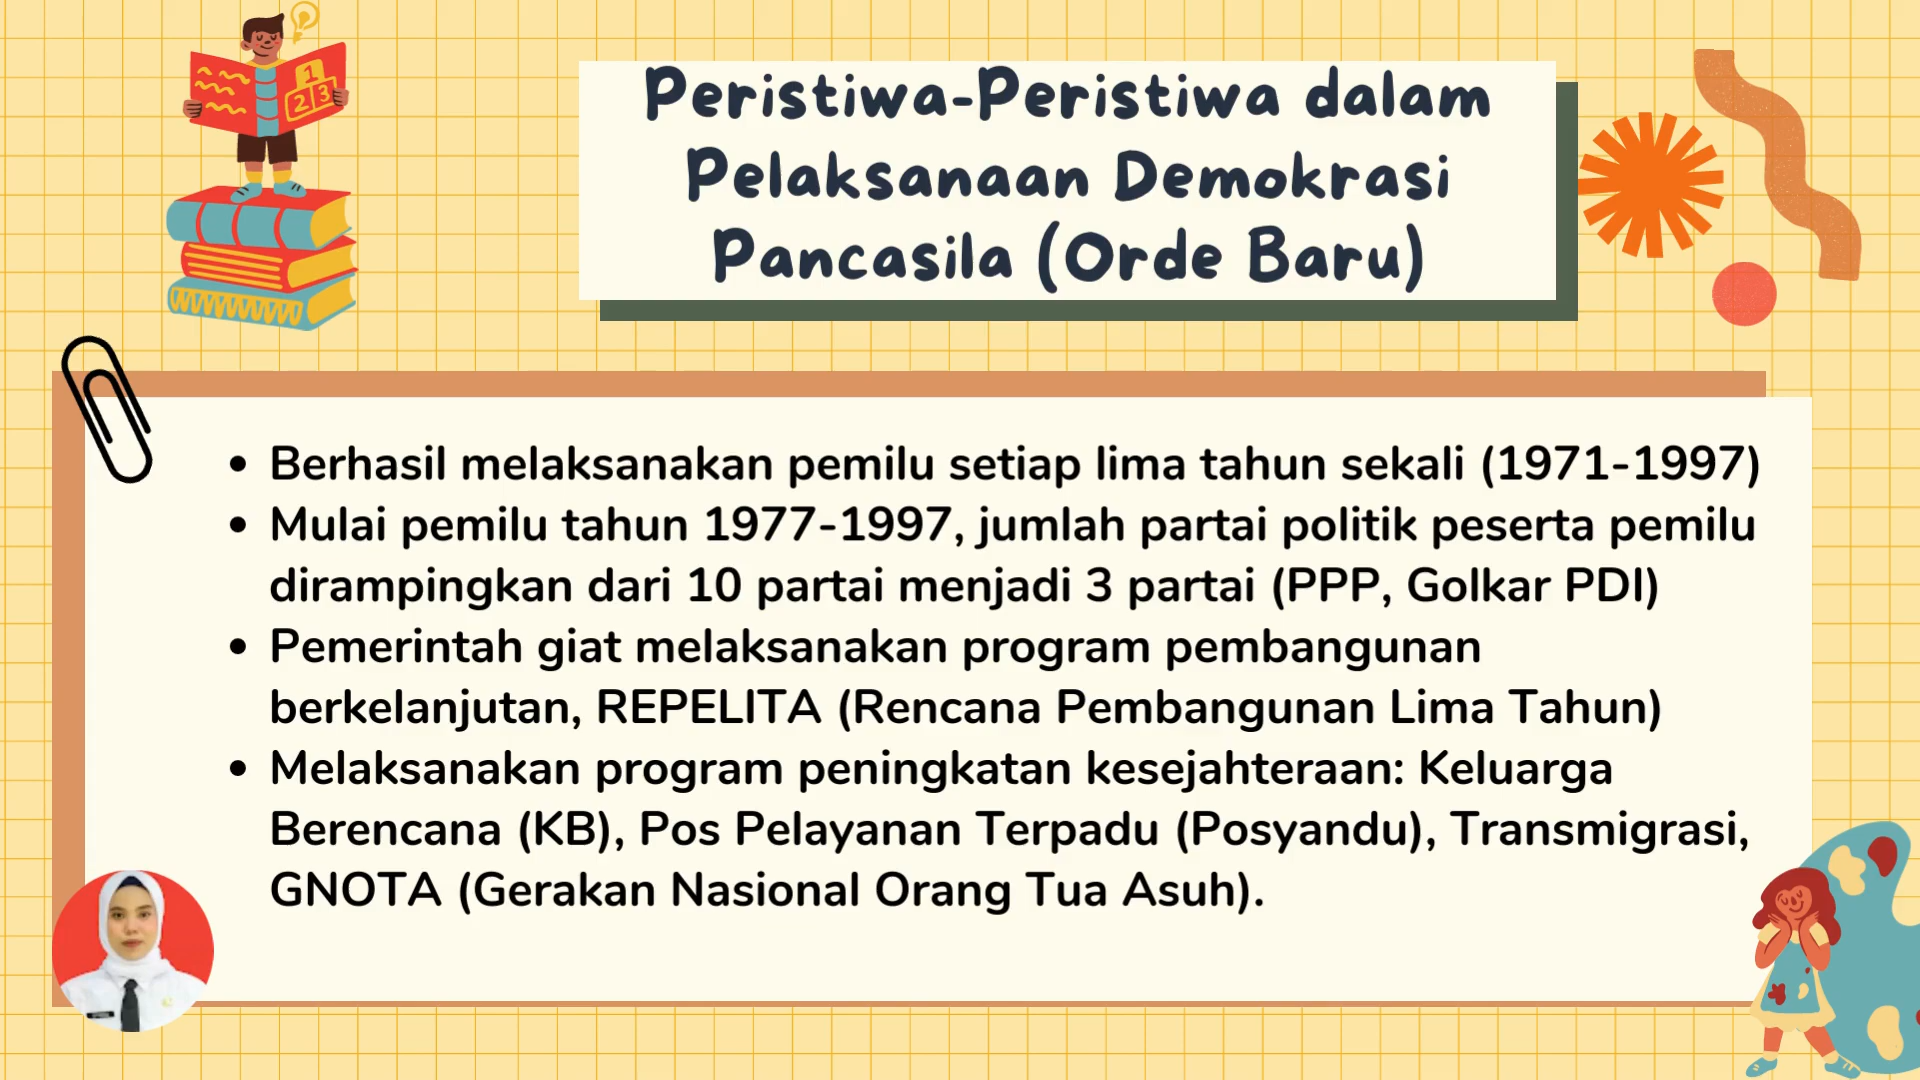 Peristiwa-Peristiwa dalam
Pelaksanaan Demokrasi
Pancasila (Orde Baru)
1
2 3
• Berhasil melaksanakan pemilu setiap lima tahun sekali (1971-1997)
• Mulai pemilu tahun 1977-1997, jumlah partai politik peserta pemilu
dirampingkan dari 10 partai menjadi 3 partai (PPP, Golkar PDI)
• Pemerintah giat melaksanakan program pembangunan
berkelanjutan, REPELITA (Rencana Pembangunan Lima Tahun)
• Melaksanakan program peningkatan kesejahteraan: Keluarga
Berencana (KB), Pos Pelayanan Terpadu (Posyandu), Transmigrasi,
GNOTA (Gerakan Nasional Orang Tua Asuh).